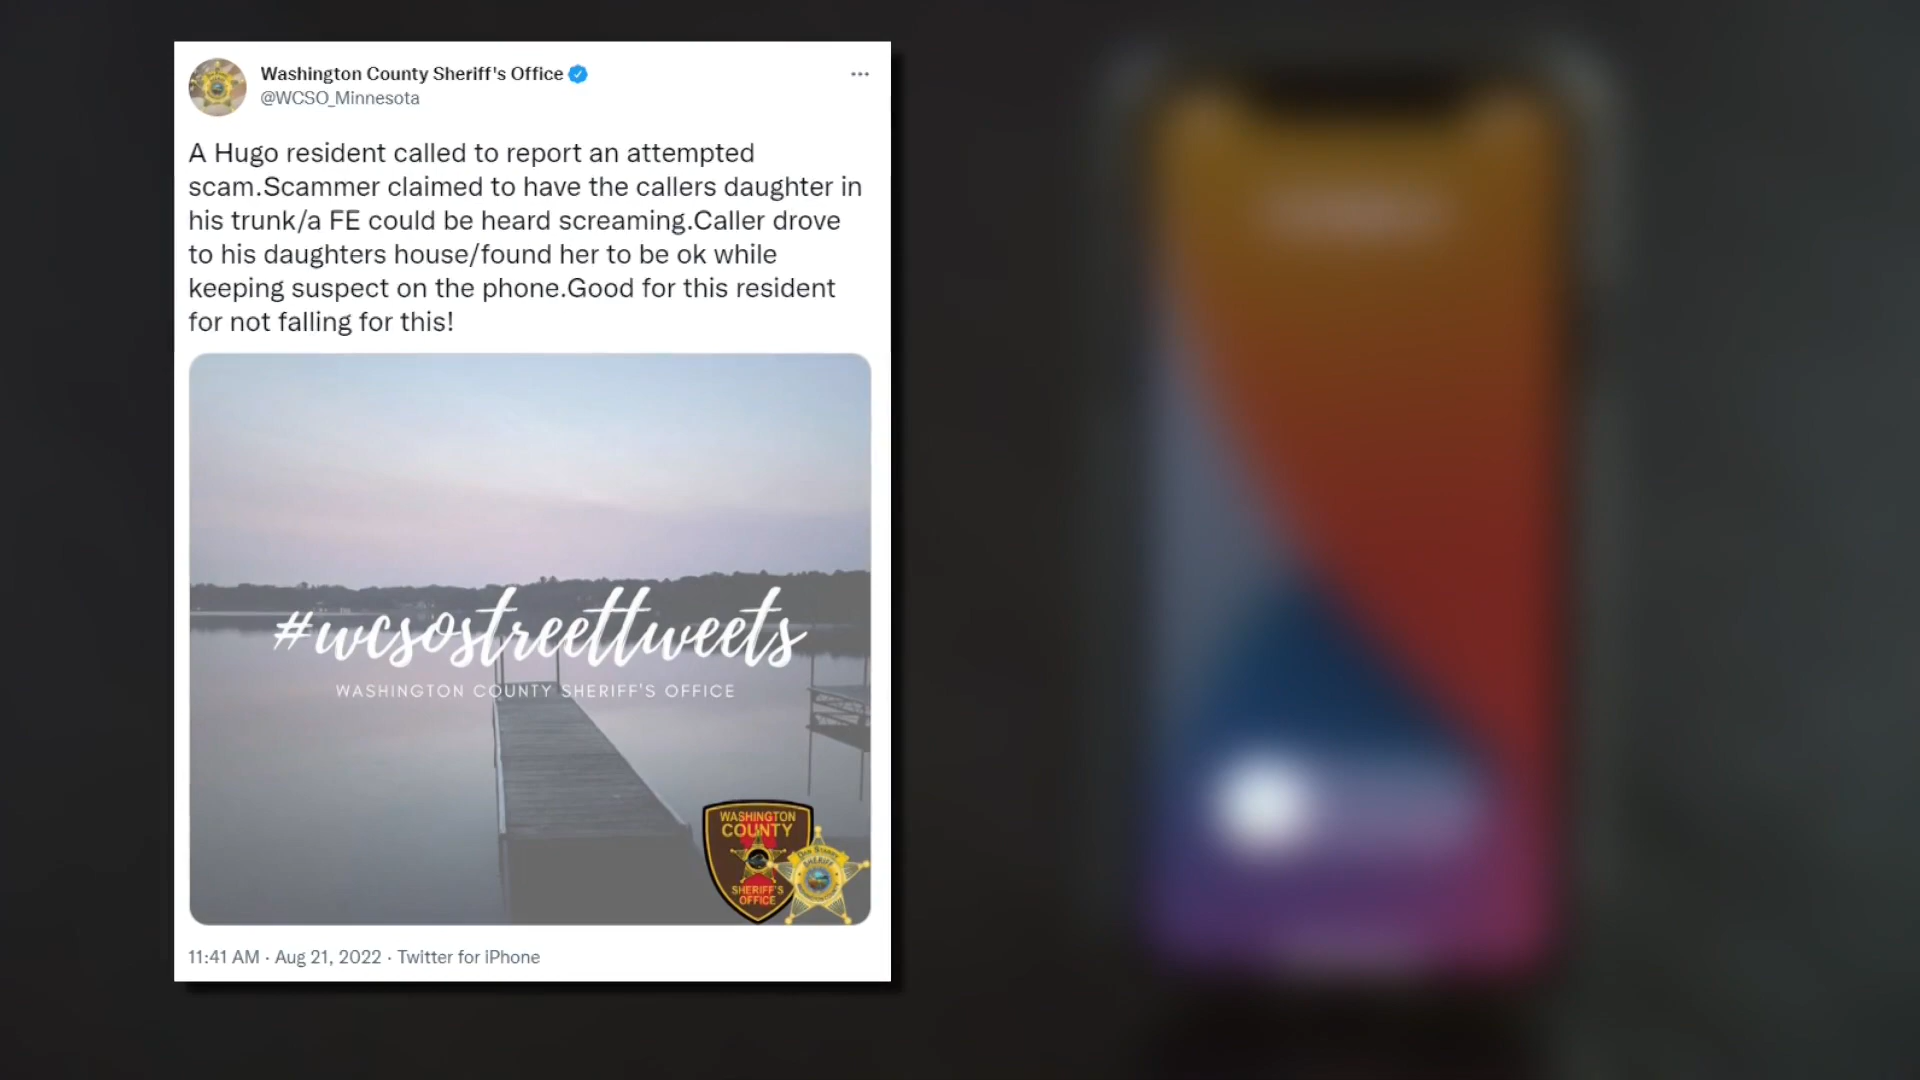 Washington County Sheriff's Office
@WCSO_Minnesota
A Hugo resident called to report an attempted
scam.Scammer claimed to have the callers daughter in
his trunk/a FE could be heard screaming.Caller drove
to his daughters house/found her to be ok while
keeping suspect on the phone.Good for this resident
for not falling for this!
#wcsostreettweets
WASHINGTON COUNTY SHERIFF'S OFFICE
WASHINGTON
COUNTY
SHERIFF'S
OFFICE
SHERIFF
11:41 AM · Aug 21, 2022 · Twitter for iPhone